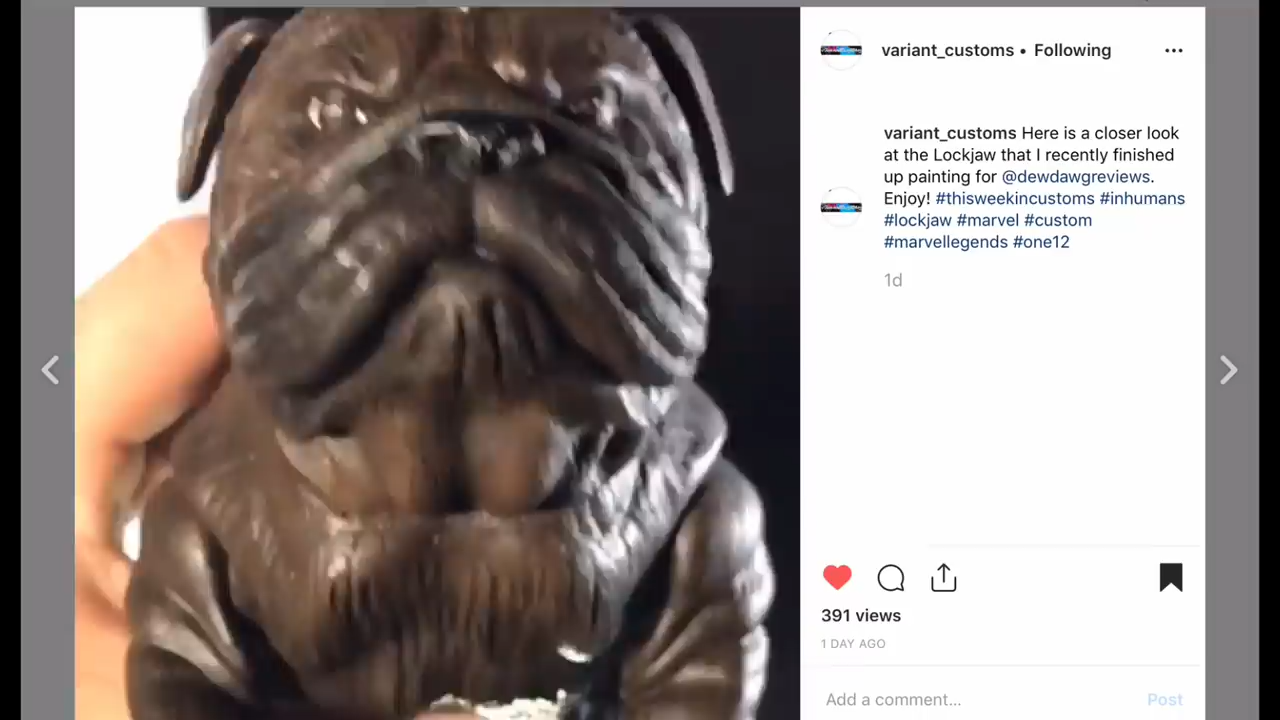 variant_customs • Following
variant_customs Here is a closer look
at the Lockjaw that I recently finished
up painting for @dewdawgreviews.
Enjoy! #thisweekincustoms #inhumans
#lockjaw #marvel #custom
#marvellegends #one12
1d
391 views
1 DAY AGO
Add a comment... Post